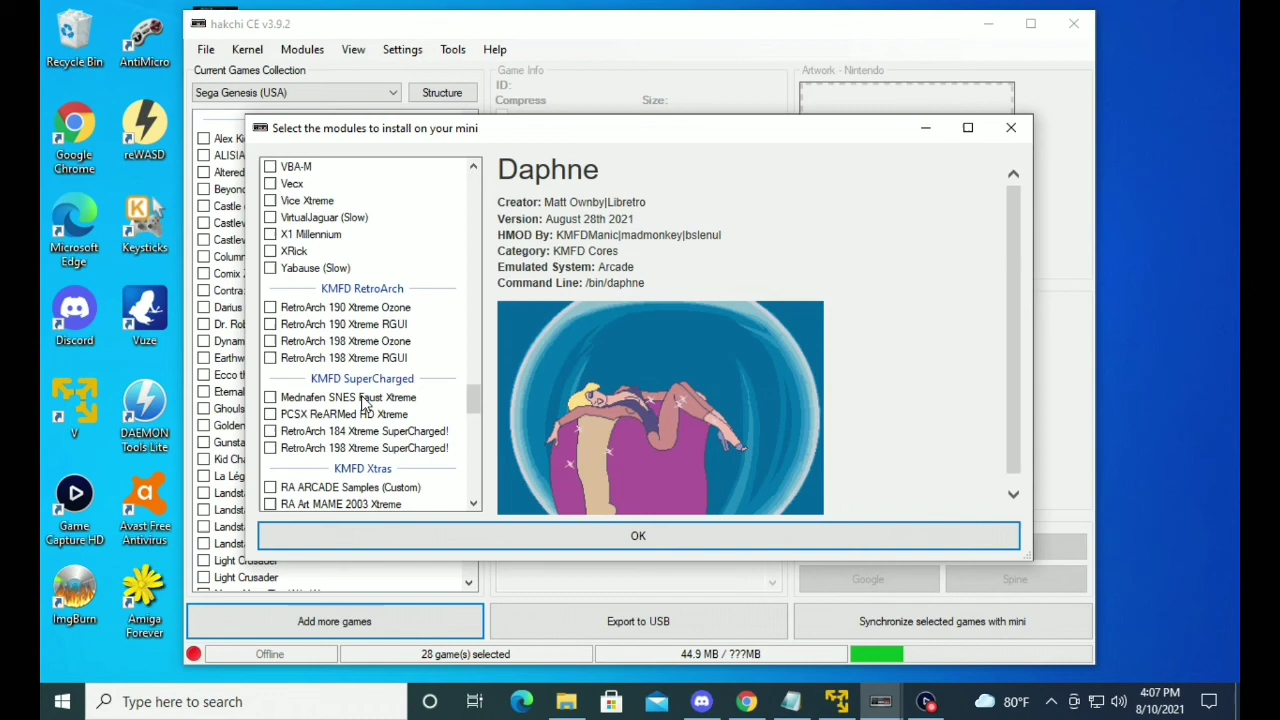 Recycle Bin
AntiMicro
Google Chrome
reWASD
Microsoft Edge
Keysticks
Discord
Vuze
V
DAEMON Tools Lite
Game Capture HD
Avast Free Antivirus
ImgBurn
Amiga Forever
hakchi CE v3.9.2
File Kernel Modules View Settings Tools Help
Current Games Collection
Game Info
Artwork - Nintendo
Sega Genesis (USA)
Structure
ID:
Compress
Size:
Alex Ki
ALISIA
Altered
Beyond
Castle
Castlev
Castlev
Column
Comix
Contra
Darius
Dr. Rob
Dynam
Earthw
Ecco th
Eternal
Ghouls
Golden
Gunsta
Kid Cha
La Lég
Landst
Landst
Landst
Landst
Landst
Light Crusader
Light Crusader
Select the modules to install on your mini
VBA-M
Vecx
Vice Xtreme
VirtualJaguar (Slow)
X1 Millennium
XRick
Yabause (Slow)
KMFD RetroArch
RetroArch 190 Xtreme Ozone
RetroArch 190 Xtreme RGUI
RetroArch 198 Xtreme Ozone
RetroArch 198 Xtreme RGUI
KMFD SuperCharged
Mednafen SNES Faust Xtreme
PCSX ReARMed Xtreme
RetroArch 184 Xtreme SuperCharged!
RetroArch 198 Xtreme SuperCharged!
KMFD Xtras
RA ARCADE Samples (Custom)
RA Art MAME 2003 Xtreme
Daphne
Creator: Matt Ownby|Libretro
Version: August 28th 2021
HMOD By: KMFDManic|madmonkey|bslenul
Category: KMFD Cores
Emulated System: Arcade
Command Line: /bin/daphne
OK
Google
Spine
Add more games
Export to USB
Synchronize selected games with mini
Offline
28 game(s) selected
44.9 MB / ???MB
Type here to search
80°F
4:07 PM
8/10/2021